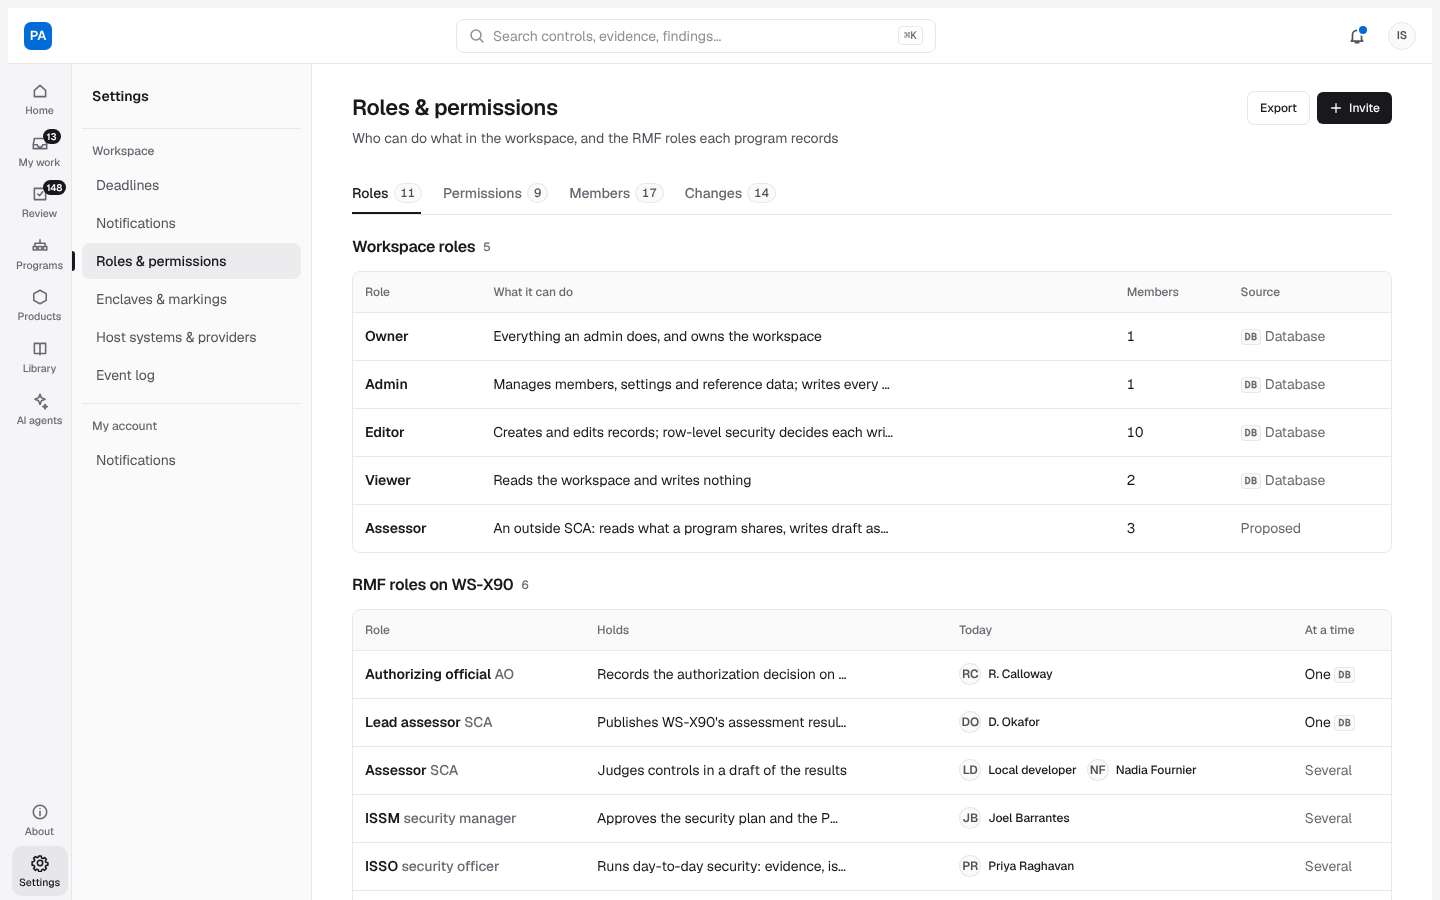 PA
Search controls, evidence, findings...
⌘K
IS
Home
13
My work
148
Review
Programs
Products
Library
AI agents
About
Settings
Settings
Workspace
Deadlines
Notifications
Roles & permissions
Enclaves & markings
Host systems & providers
Event log
My account
Notifications
Roles & permissions
Export
Invite
Who can do what in the workspace, and the RMF roles each program records
Roles 11 Permissions 9 Members 17 Changes 14
Workspace roles 5
Role What it can do Members Source
Owner Everything an admin does, and owns the workspace 1 DB Database
Admin Manages members, settings and reference data; writes every ... 1 DB Database
Editor Creates and edits records; row-level security decides each wri... 10 DB Database
Viewer Reads the workspace and writes nothing 2 DB Database
Assessor An outside SCA: reads what a program shares, writes draft as... 3 Proposed
RMF roles on WS-X90 6
Role Holds Today At a time
Authorizing official AO Records the authorization decision on ... RC R. Calloway One DB
Lead assessor SCA Publishes WS-X90's assessment resul... DO D. Okafor One DB
Assessor SCA Judges controls in a draft of the results LD Local developer NF Nadia Fournier Several
ISSM security manager Approves the security plan and the P... JB Joel Barrantes Several
ISSO security officer Runs day-to-day security: evidence, is... PR Priya Raghavan Several